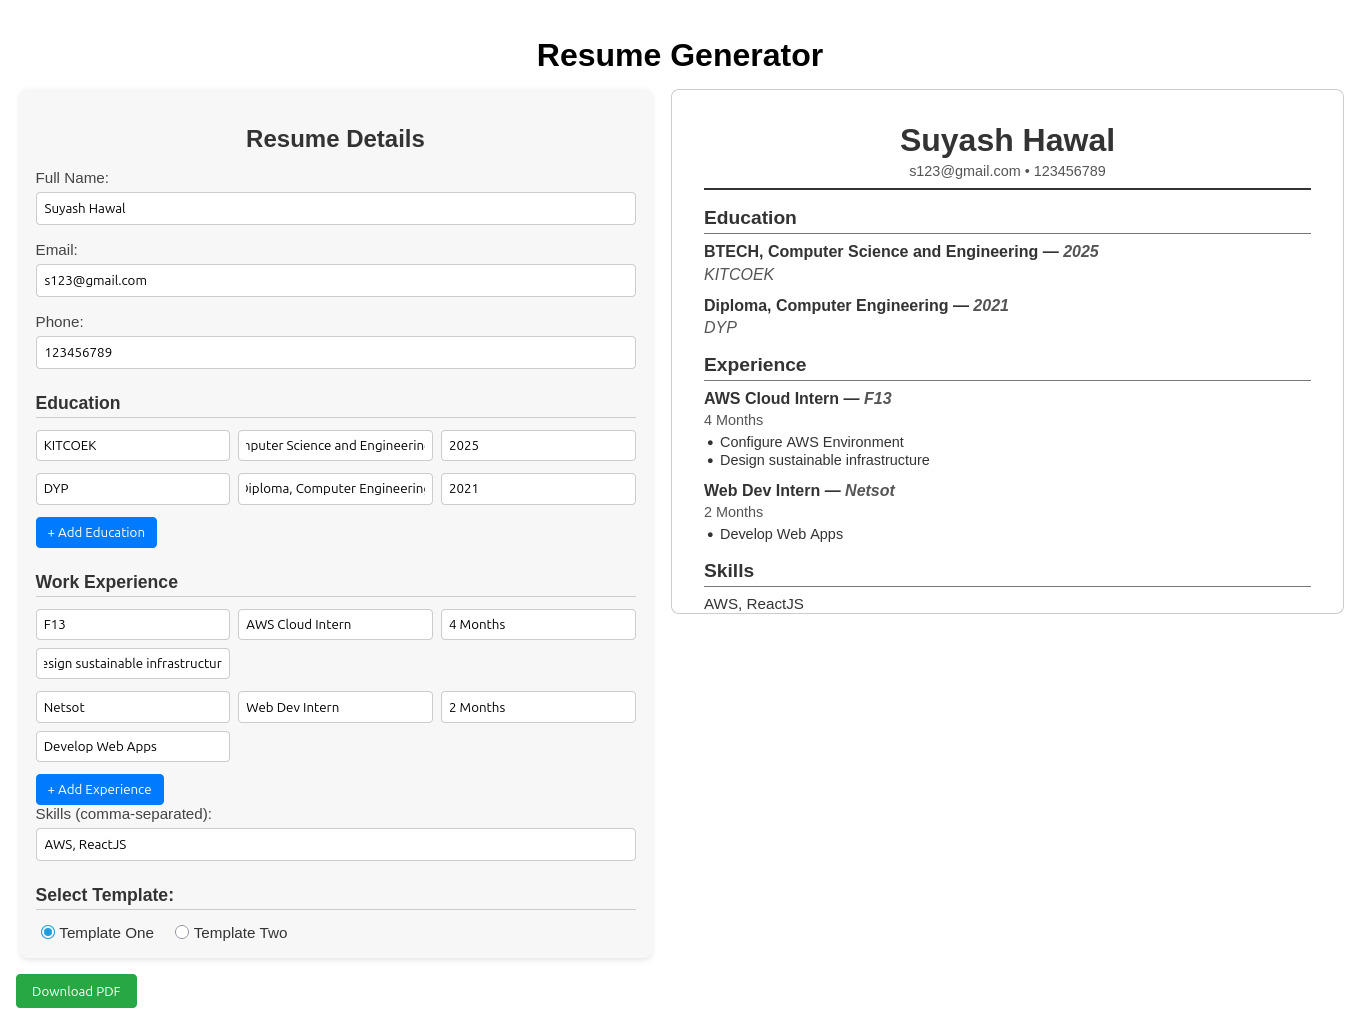 Resume Generator
Resume Details
Full Name:
Suyash Hawal
Email:
s123@gmail.com
Phone:
123456789
Education
KITCOEK
Computer Science and Engineering
2025
DYP
Diploma, Computer Engineering
2021
+ Add Education
Work Experience
F13
AWS Cloud Intern
4 Months
sustainable infrastructur
Netsot
Web Dev Intern
2 Months
Develop Web Apps
+ Add Experience
Skills (comma-separated):
AWS, ReactJS
Select Template:
Template One
Template Two
Download PDF
Suyash Hawal
s123@gmail.com • 123456789
Education
BTECH, Computer Science and Engineering — 2025
KITCOEK
Diploma, Computer Engineering — 2021
DYP
Experience
AWS Cloud Intern — F13
4 Months
• Configure AWS Environment
• Design sustainable infrastructure
Web Dev Intern — Netsot
2 Months
• Develop Web Apps
Skills
AWS, ReactJS